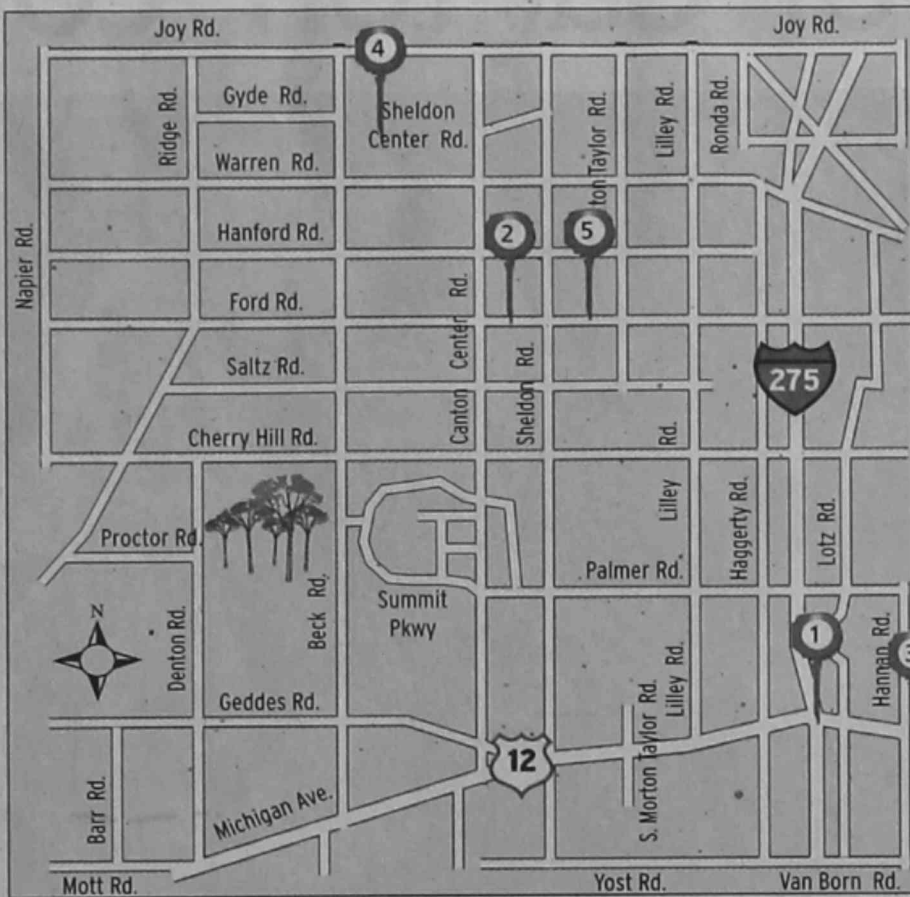 Joy Rd.
Joy Rd.
4
Ridge Rd.
Gyde Rd.
Sheldon
Center Rd.
ton Taylor Rd.
Lilley Rd.
Ronda Rd.
Warren Rd.
Napier Rd.
Hanford Rd.
2
5
Ford Rd.
Canton Center Rd.
Sheldon Rd.
Saltz Rd.
275
Cherry Hill Rd.
Lilley Rd.
Haggerty Rd.
Lotz Rd.
Proctor Rd.
Palmer Rd.
Summit
Pkwy
Beck Rd.
N
Denton Rd.
1
Hannan Rd.
3
Geddes Rd.
Lilley Rd.
S. Morton Taylor Rd.
12
Barr Rd.
Michigan Ave.
Mott Rd.
Yost Rd.
Van Born Rd.